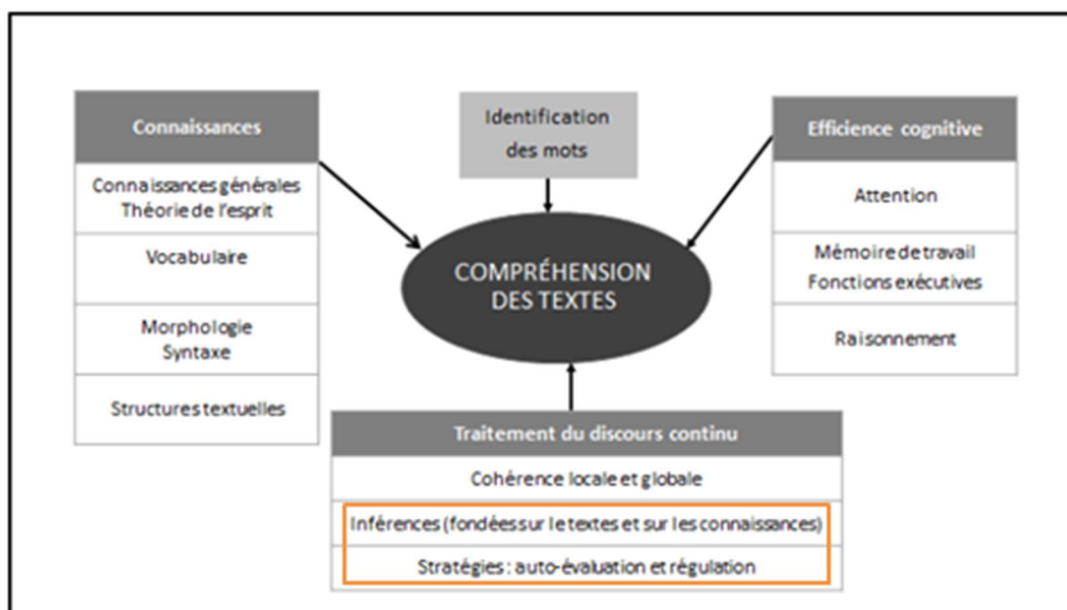 Connaissances
Connaissances générales
Théorie de l'esprit
Vocabulaire
Morphologie
Syntaxe
Structures textuelles
Identification
des mots
COMPRÉHENSION
DES TEXTES
Efficience cognitive
Attention
Mémoire de travail
Fonctions exécutives
Raisonnement
Traitement du discours continu
Cohérence locale et globale
Inférences (fondées sur le textes et sur les connaissances)
Stratégies : auto-évaluation et régulation